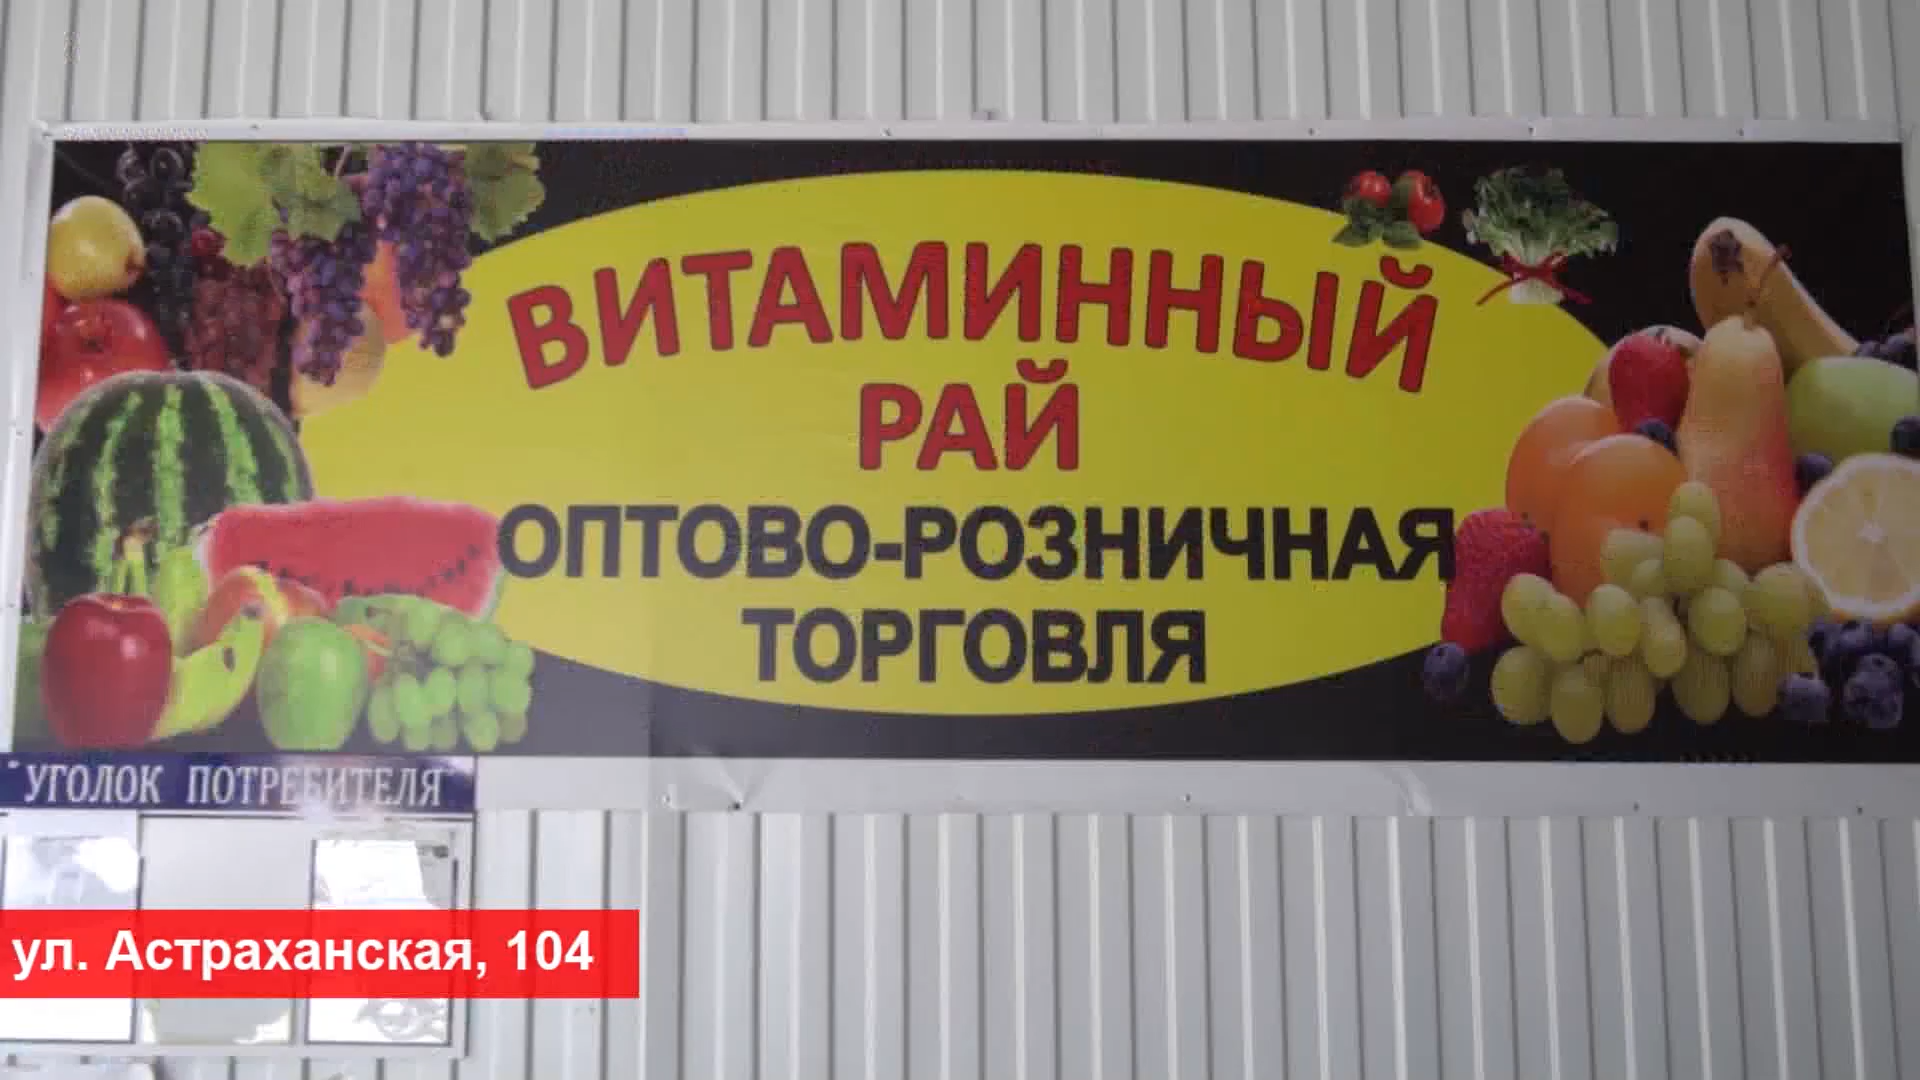 ВИТАМИННЫЙ
РАЙ
ОПТОВО-РОЗНИЧНАЯ
ТОРГОВЛЯ
"УГОЛОК ПОТРЕБИТЕЛЯ"
ул. Астраханская, 104